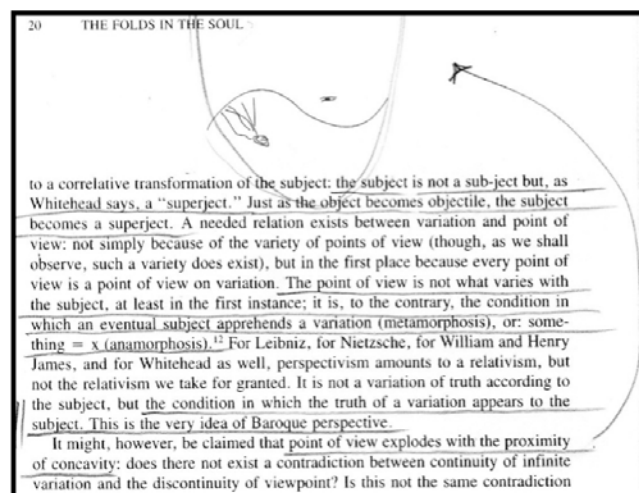 20 THE FOLDS IN THE SOUL
to a correlative transformation of the subject: the subject is not a sub-ject but, as
Whitehead says, a “superject.” Just as the object becomes objectile, the subject
becomes a superject. A needed relation exists between variation and point of
view: not simply because of the variety of points of view (though, as we shall
observe, such a variety does exist), but in the first place because every point of
view is a point of view on variation. The point of view is not what varies with
the subject, at least in the first instance; it is, to the contrary, the condition in
which an eventual subject apprehends a variation (metamorphosis), or: some-
thing = x (anamorphosis).12 For Leibniz, for Nietzsche, for William and Henry
James, and for Whitehead as well, perspectivism amounts to a relativism, but
not the relativism we take for granted. It is not a variation of truth according to
the subject, but the condition in which the truth of a variation appears to the
subject. This is the very idea of Baroque perspective.
It might, however, be claimed that point of view explodes with the proximity
of concavity: does there not exist a contradiction between continuity of infinite
variation and the discontinuity of viewpoint? Is this not the same contradiction